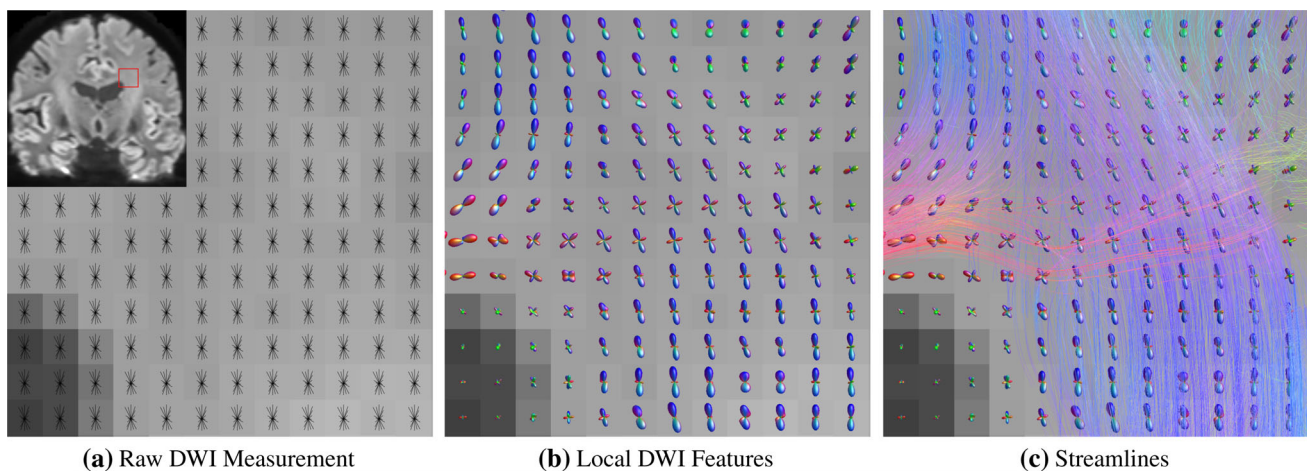 (a) Raw DWI Measurement
(b) Local DWI Features
(c) Streamlines